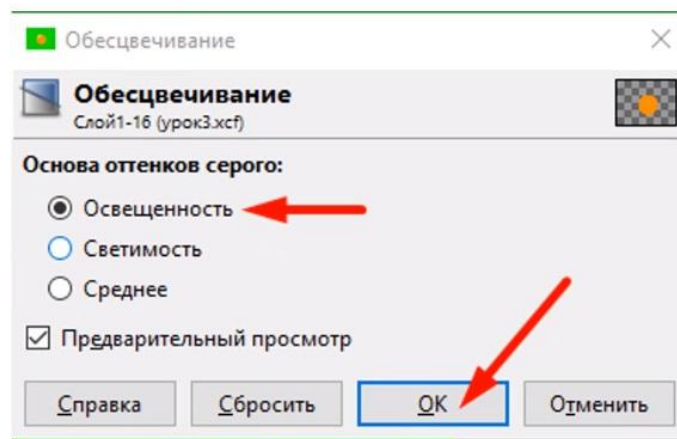 Обесцвечивание
Обесцвечивание
Слой1-16 (урок3.xcf)
Основа оттенков серого:
Освещенность
Светимость
Среднее
Предварительный просмотр
Справка Сбросить OK Отменить